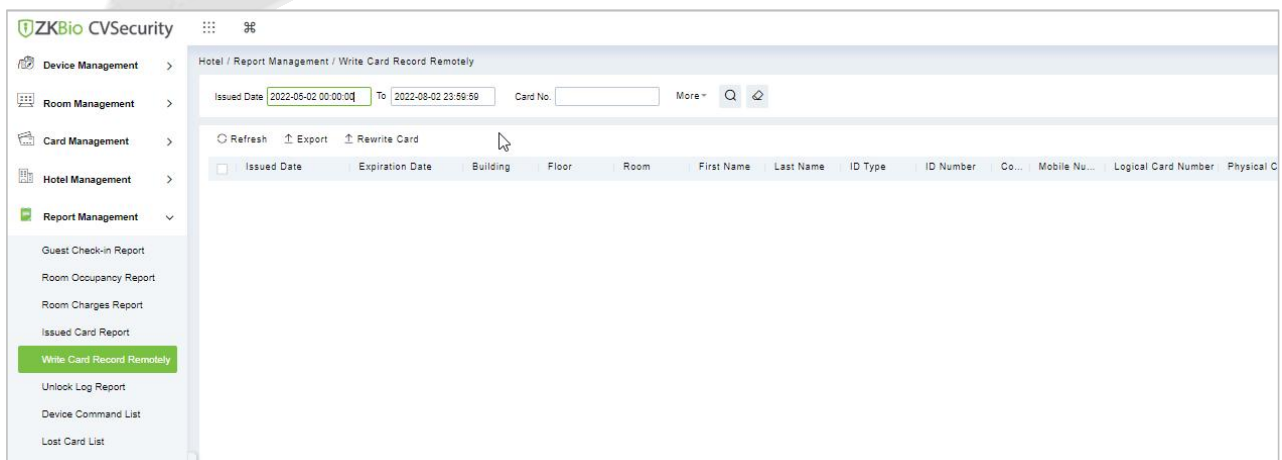 ZKBio CVSecurity
Device Management
Room Management
Card Management
Hotel Management
Report Management
Guest Check-in Report
Room Occupancy Report
Room Charges Report
Issued Card Report
Write Card Record Remotely
Unlock Log Report
Device Command List
Lost Card List
Hotel / Report Management / Write Card Record Remotely
Issued Date 2022-05-02 00:00:00 To 2022-08-02 23:59:59 Card No. More
Refresh Export Rewrite Card
Issued Date Expiration Date Building Floor Room First Name Last Name ID Type ID Number Co... Mobile Nu... Logical Card Number Physical C